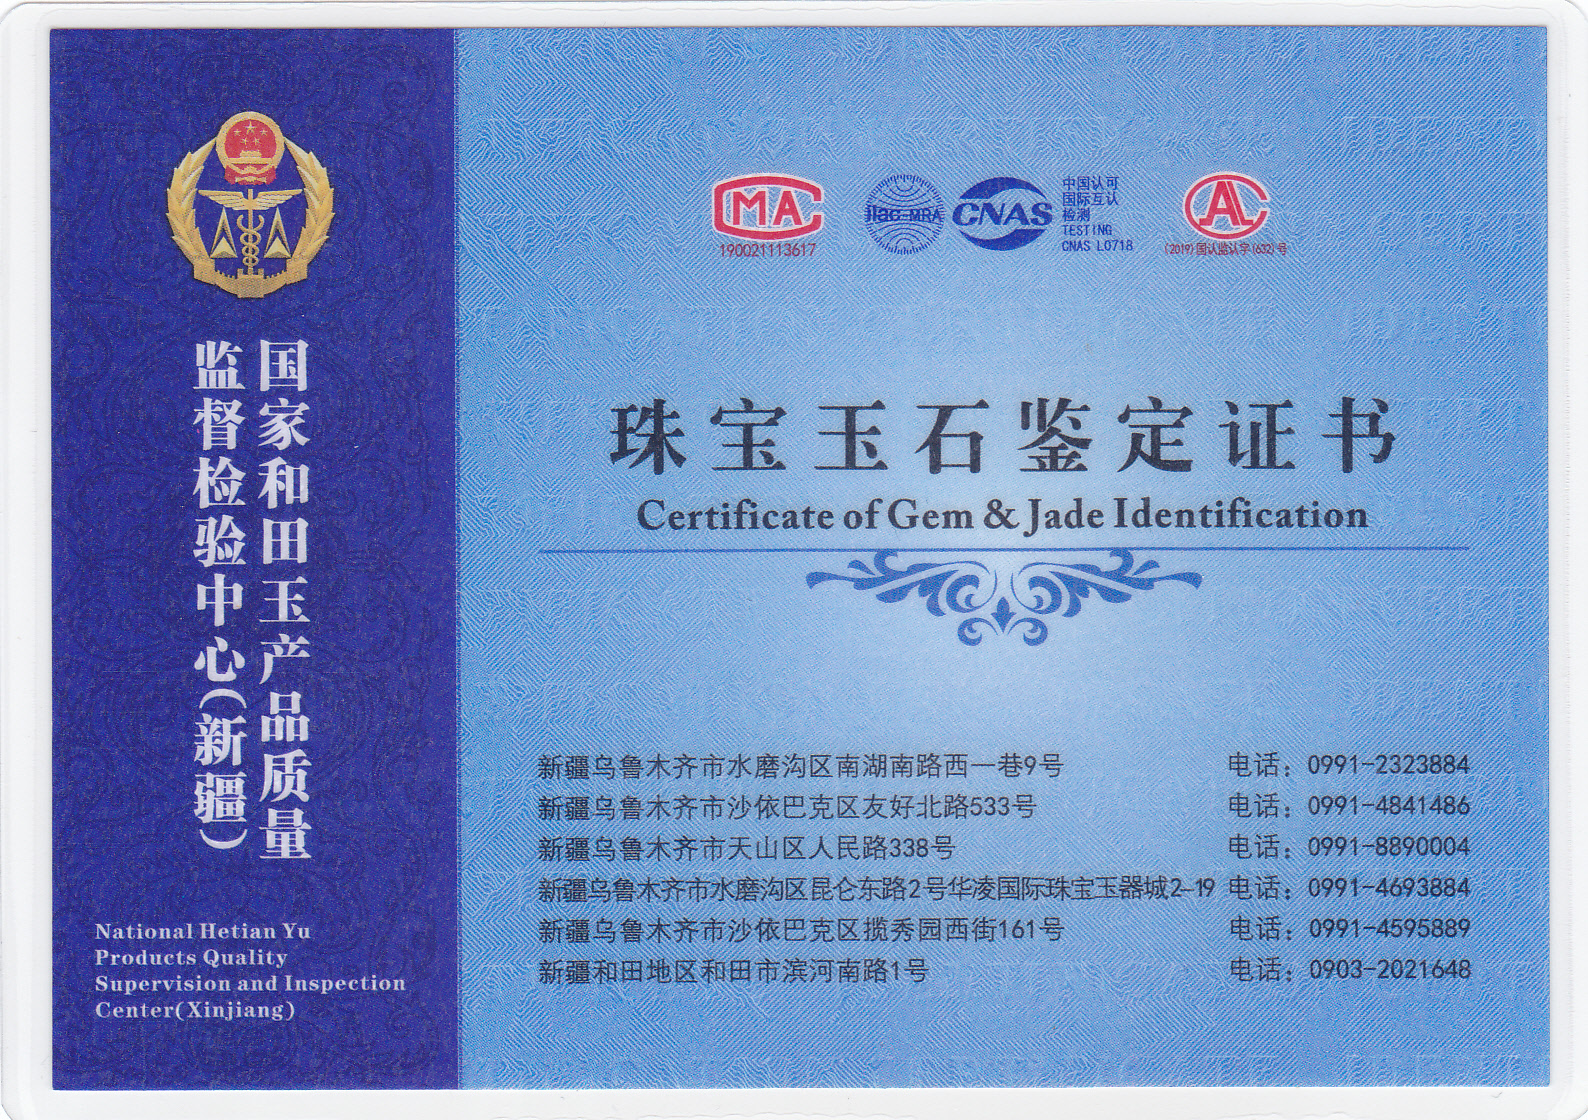 国家和田玉产品质量
监督检验中心(新疆)
National Hetian Yu
Products Quality
Supervision and Inspection
Center(Xinjiang)
CMA
190021113617
ilac-MRA
CNAS
中国认可
国际互认
检测
TESTING
CNAS L0718
CAL
(2019)国认监认字(632)号
珠宝玉石鉴定证书
Certificate of Gem & Jade Identification
新疆乌鲁木齐市水磨沟区南湖南路西一巷9号 电话：0991-2323884
新疆乌鲁木齐市沙依巴克区友好北路533号 电话：0991-4841486
新疆乌鲁木齐市天山区人民路338号 电话：0991-8890004
新疆乌鲁木齐市水磨沟区昆仑东路2号华凌国际珠宝玉器城2-19 电话：0991-4693884
新疆乌鲁木齐市沙依巴克区揽秀园西街161号 电话：0991-4595889
新疆和田地区和田市滨河南路1号 电话：0903-2021648